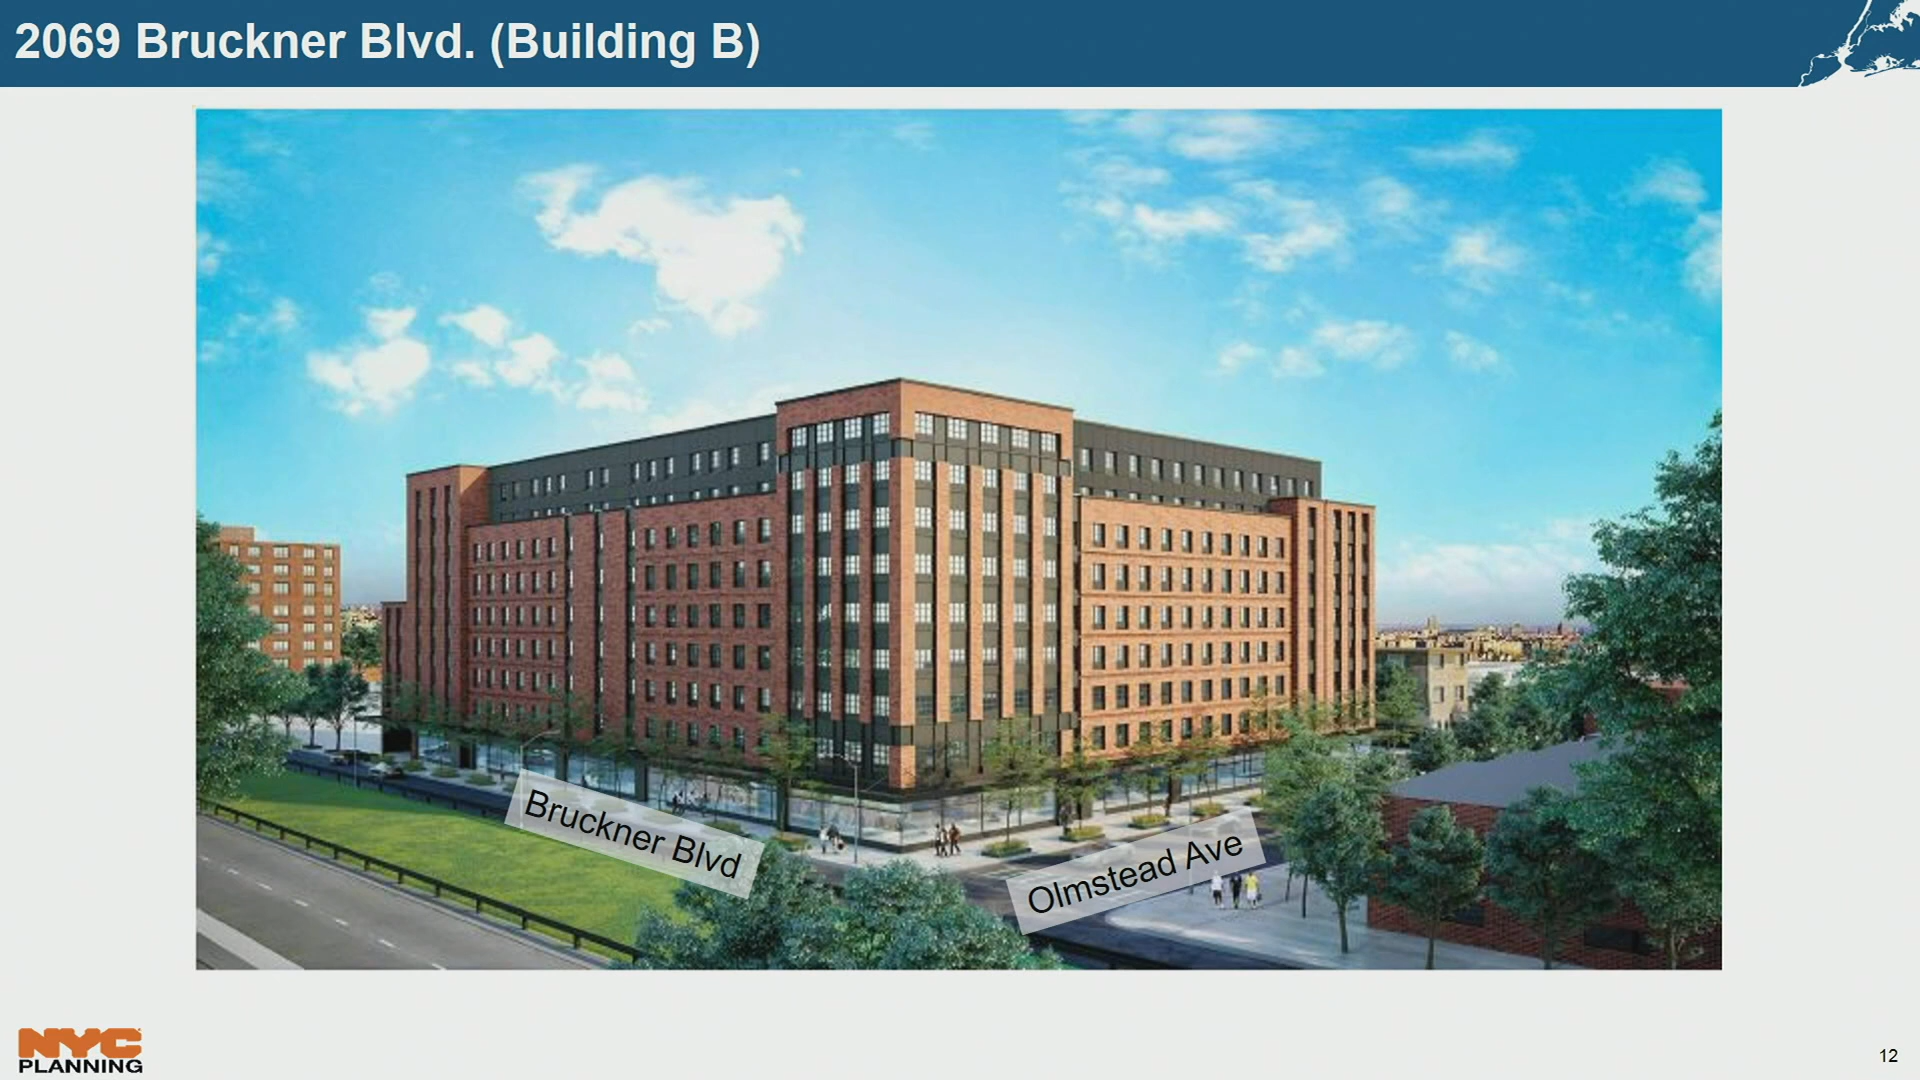 2069 Bruckner Blvd. (Building B)
Bruckner Blvd
Olmstead Ave
NYC
PLANNING
12